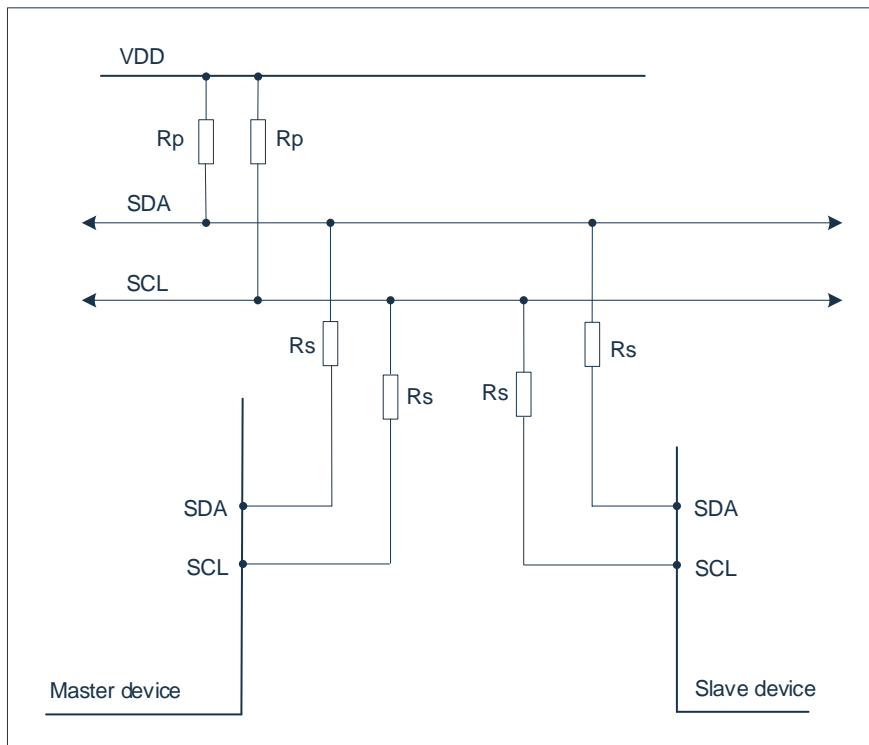 VDD
Rp
Rp
SDA
SCL
Rs
Rs
Rs
Rs
SDA
SDA
SCL
SCL
Master device
Slave device